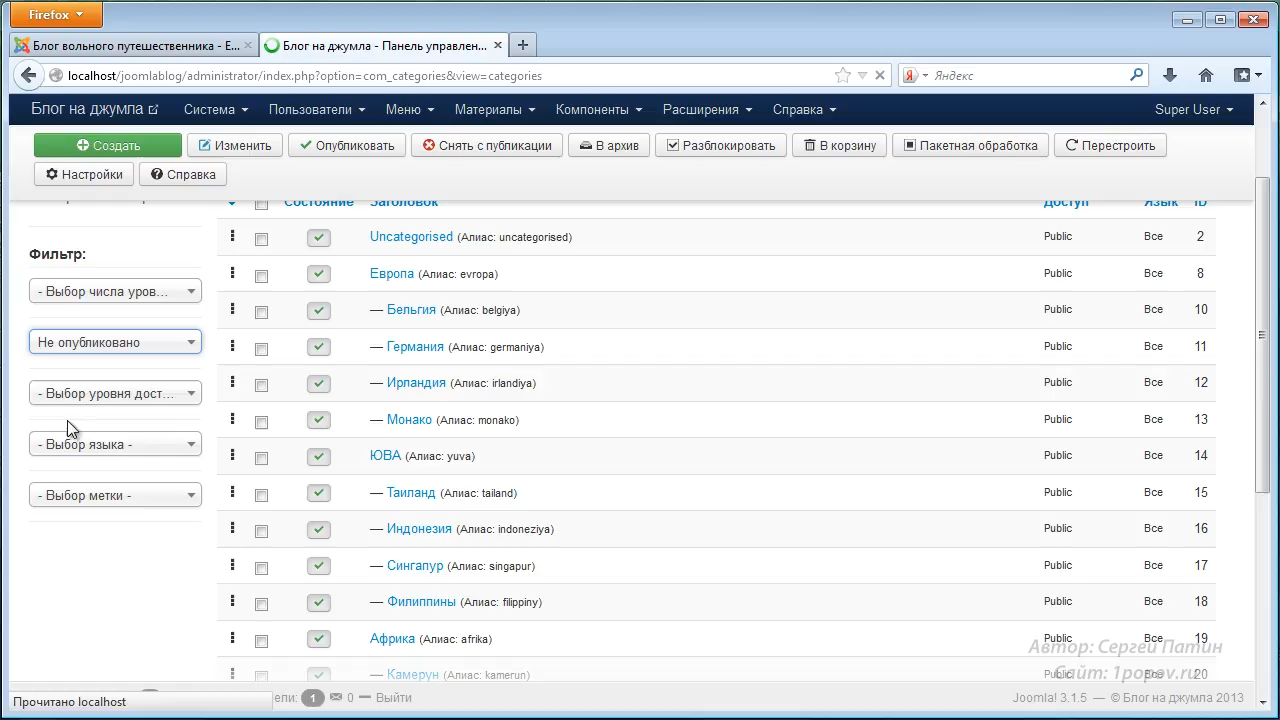 Firefox
Блог вольного путешественника - Е...
Блог на джумла - Панель управлен...
localhost/joomlablog/administrator/index.php?option=com_categories&view=categories
Яндекс
Блог на джумла
Система
Пользователи
Меню
Материалы
Компоненты
Расширения
Справка
Super User
Создать
Изменить
Опубликовать
Снять с публикации
В архив
Разблокировать
В корзину
Пакетная обработка
Перестроить
Настройки
Справка
Состояние Заголовок Доступ Язык ID
Фильтр:
- Выбор числа уров...
Не опубликовано
- Выбор уровня дост...
- Выбор языка -
- Выбор метки -
Uncategorised (Алиас: uncategorised) Public Все 2
Европа (Алиас: evropa) Public Все 8
— Бельгия (Алиас: belgiya) Public Все 10
— Германия (Алиас: germaniya) Public Все 11
— Ирландия (Алиас: irlandiya) Public Все 12
— Монако (Алиас: monako) Public Все 13
ЮВА (Алиас: yuva) Public Все 14
— Таиланд (Алиас: tailand) Public Все 15
— Индонезия (Алиас: indoneziya) Public Все 16
— Сингапур (Алиас: singapur) Public Все 17
— Филиппины (Алиас: filippiny) Public Все 18
Африка (Алиас: afrika) Public Все 19
— Камерун (Алиас: kamerun) Public Все 20
Автор: Сергей Патин
Сайт: 1popov.ru
Прочитано localhost
ели: 1 0 — Выйти
Joomla! 3.1.5 — © Блог на джумла 2013